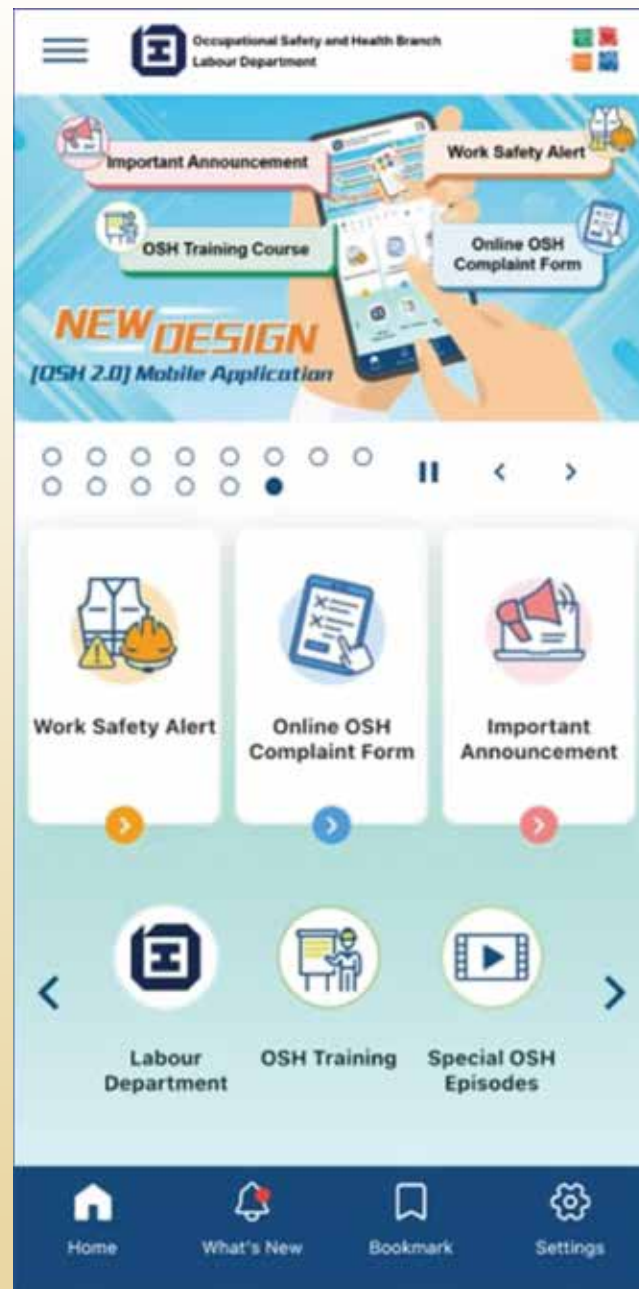 Occupational Safety and Health Branch
Labour Department
Important Announcement
Work Safety Alert
OSH Training Course
Online OSH
Complaint Form
NEW DESIGN
[OSH 2.0] Mobile Application
Work Safety Alert
Online OSH
Complaint Form
Important
Announcement
Labour
Department
OSH Training
Special OSH
Episodes
Home
What's New
Bookmark
Settings